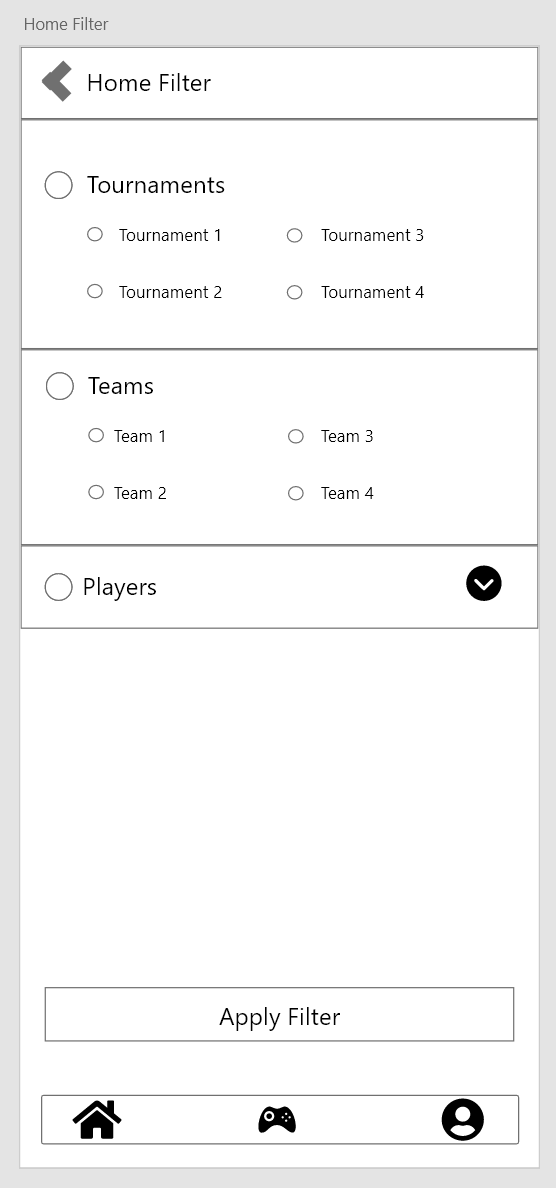 Home Filter
Home Filter
Tournaments
Tournament 1 Tournament 3
Tournament 2 Tournament 4
Teams
Team 1 Team 3
Team 2 Team 4
Players
Apply Filter